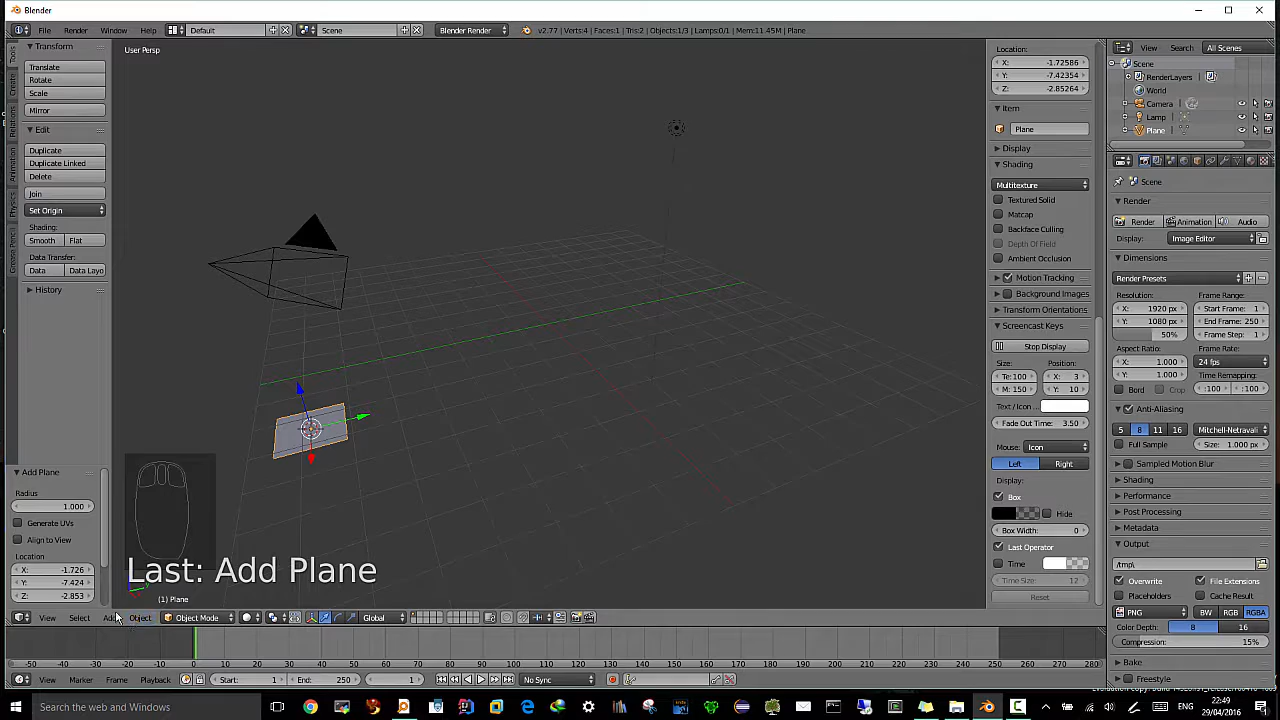 Blender
File Render Window Help Default Scene Blender Render v2.77 | Verts:4 | Faces:1 | Tris:2 | Objects:1/3 | Lamps:0/1 | Mem:11.45M | Plane
View Search All Scenes
Transform
Translate
Rotate
Scale
Mirror
Edit
Duplicate
Duplicate Linked
Delete
Join
Set Origin
Shading:
Smooth Flat
Data Transfer:
Data Data Layo
History
Tools
Create
Relations
Animation
Physics
Grease Pencil
Add Plane
Radius
1.000
Generate UVs
Align to View
Location
X: -1.726
Y: -7.424
Z: -2.853
User Persp
Last: Add Plane
(1) Plane
Location:
X: -1.72586
Y: -7.42354
Z: -2.85264
Item
Plane
Display
Shading
Multitexture
Textured Solid
Matcap
Backface Culling
Depth Of Field
Ambient Occlusion
Motion Tracking
Background Images
Transform Orientations
Screencast Keys
Stop Display
Size: Position:
Te:100 X: 3
M: 150 Y: 10
Text / Icon
Fade Out Time: 3.50
Mouse: Icon
Left Right
Display:
Box
Hide
Box Width: 0
Last Operator
Time
Time Size: 12
Reset
Scene
RenderLayers
World
Camera
Lamp
Plane
Scene
Render
Render Animation Audio
Display: Image Editor
Dimensions
Render Presets
Resolution: Frame Range:
X: 1920 px Start Frame: 1
Y: 1080 px End Frame: 250
50% Frame Step: 1
Aspect Ratio: Frame Rate:
X: 1.000 24 fps
Y: 1.000 Time Remapping:
Bord Crop :100 :100
Anti-Aliasing
5 8 11 16 Mitchell-Netravali
Full Sample Size: 1.000 px
Sampled Motion Blur
Shading
Performance
Post Processing
Metadata
Output
/tmp\
Overwrite File Extensions
Placeholders Cache Result
PNG BW RGB RGBA
Color Depth: 8 16
Compression: 15%
Bake
Freestyle
View Select Add Object Object Mode Global
-50 -40 -30 -20 -10 0 10 20 30 40 50 60 70 80 90 100 110 120 130 140 150 160 170 180 190 200 210 220 230 240 250 260 270 280
View Marker Frame Playback Start: 1 End: 250 1 No Sync
Search the web and Windows
ENG
22:49
29/04/2016